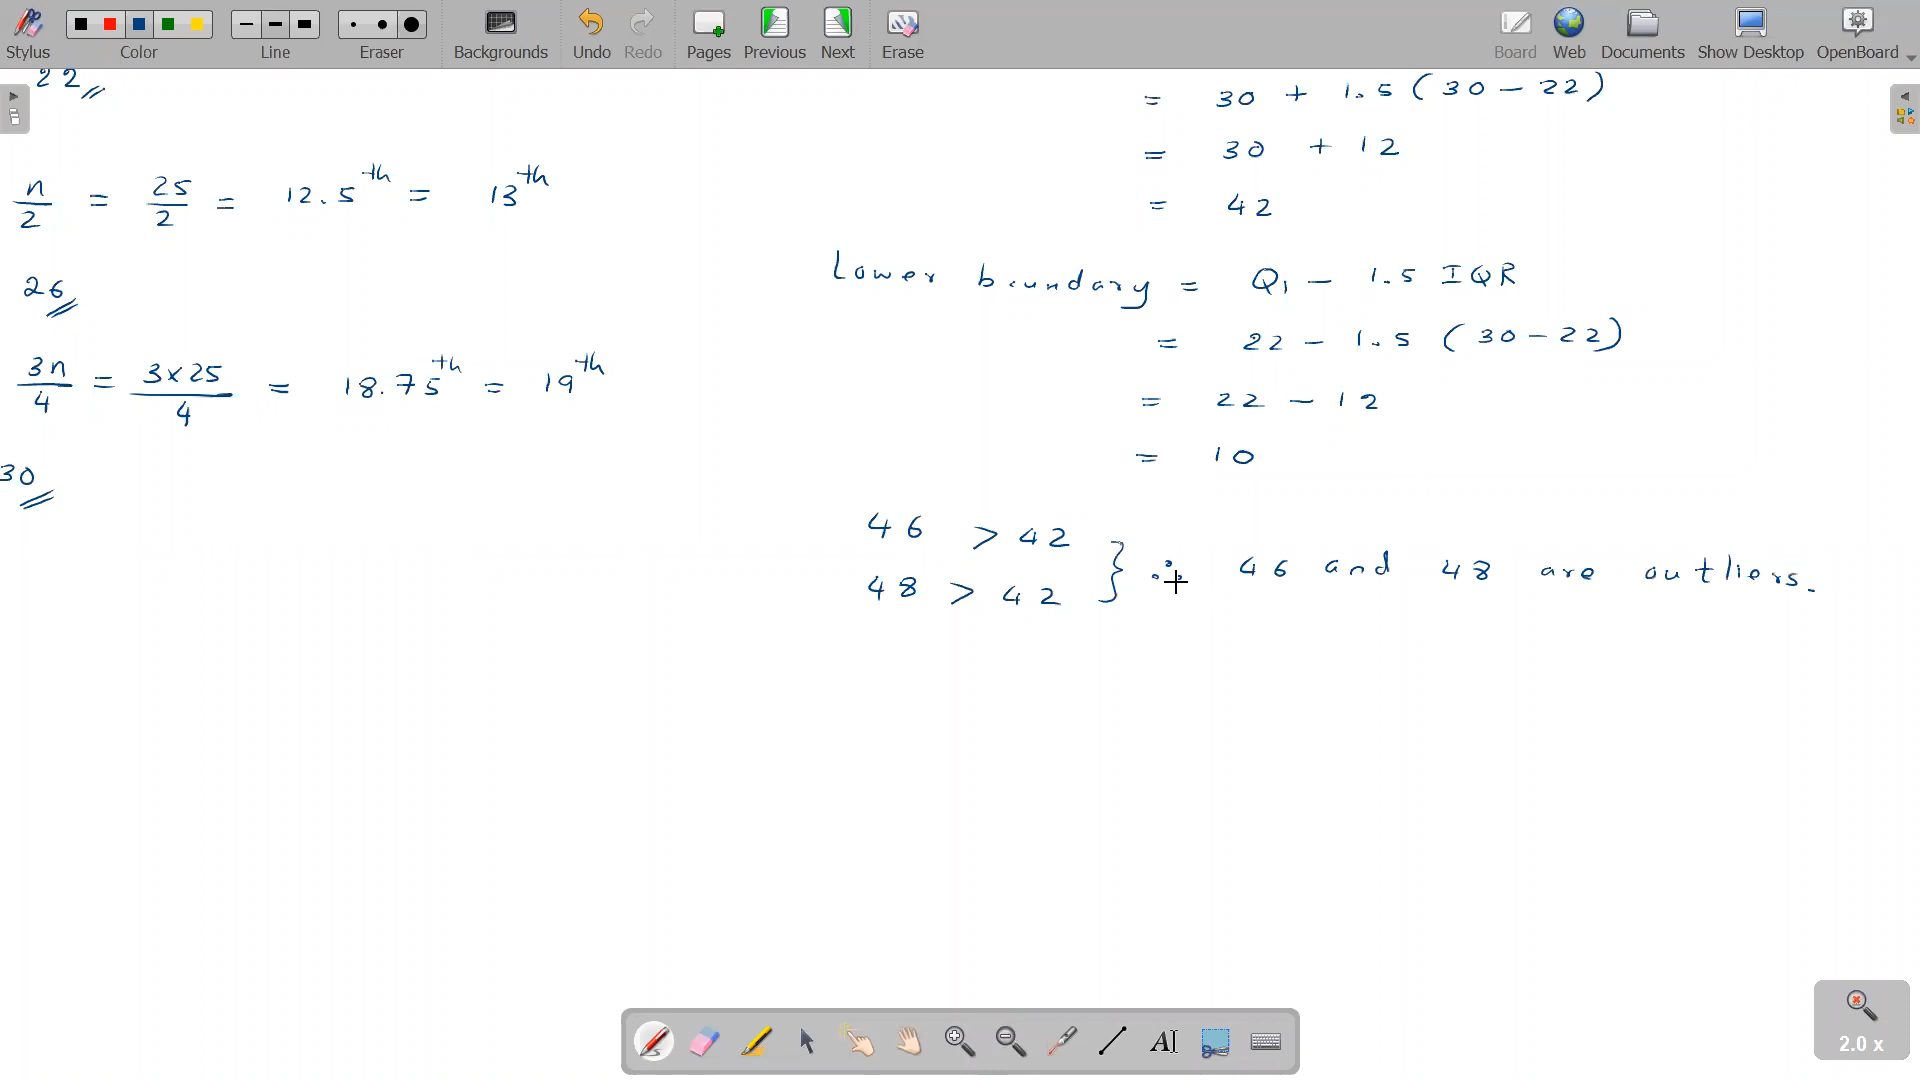 Stylus Color Line Eraser Backgrounds Undo Redo Pages Previous Next Erase Board Web Documents Show Desktop OpenBoard
22
n/2 = 25/2 = 12.5th = 13th
26
3n/4 = 3×25/4 = 18.75th = 19th
30
= 30 + 1.5 (30 – 22)
= 30 + 12
= 42
Lower boundary = Q1 – 1.5 IQR
= 22 – 1.5 (30 – 22)
= 22 – 12
= 10
46 > 42
48 > 42 } ∴ 46 and 48 are outliers.
2.0 x